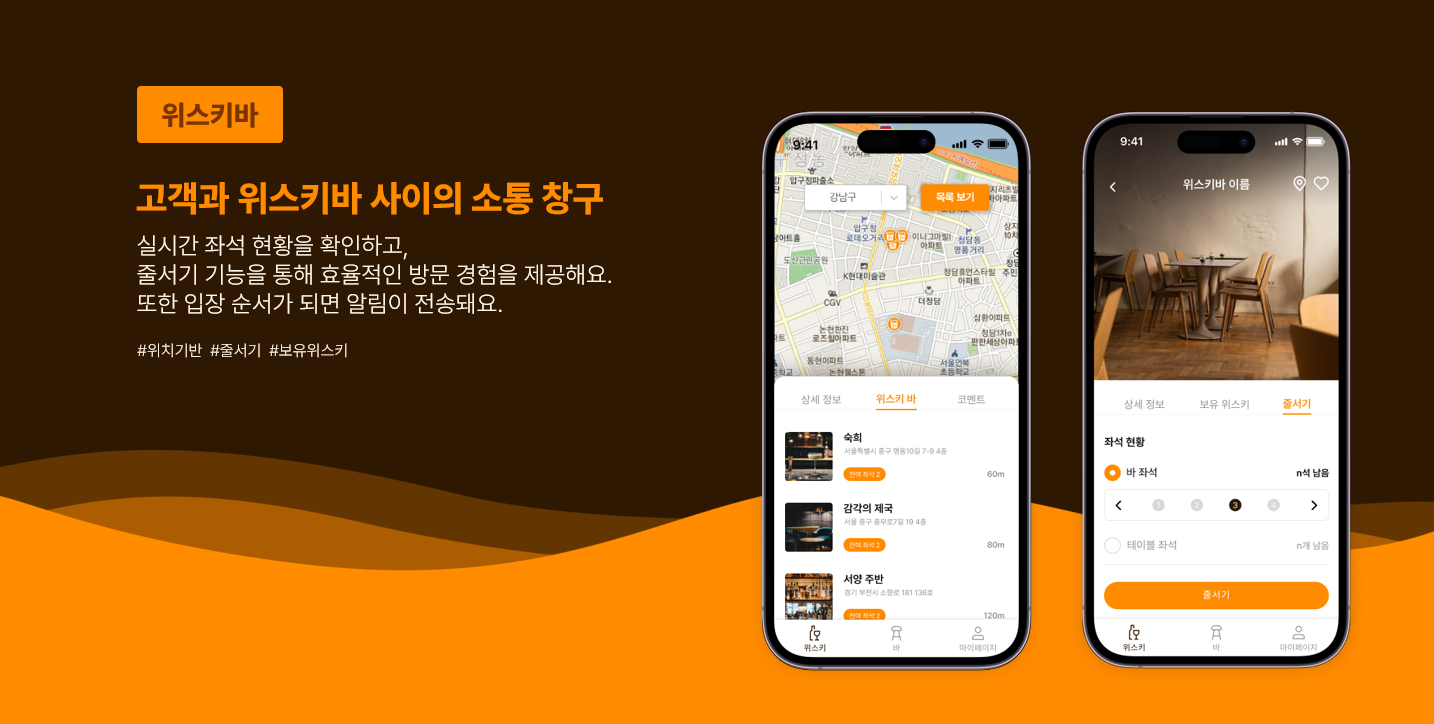 위스키바
고객과 위스키바 사이의 소통 창구
실시간 좌석 현황을 확인하고,
줄서기 기능을 통해 효율적인 방문 경험을 제공해요.
또한 입장 순서가 되면 알림이 전송돼요.
#위치기반 #줄서기 #보유위스키
9:41
성동
압구정파출소
강남구
목록 보기
압구정
로데오거리
이니그마빌I
아파트
청담동
명품거리
도산근린공원
K현대미술관
청담휴먼스타빌
아파트
CGV
더청담
삼환아파트
논현한진
로즈힐아파트
청담1차e
편한세상아파트
동현아파트
서울언북
초등학교
논현웰스톤
상세 정보
위스키 바
코멘트
숙희
서울특별시 중구 명동10길 7-9 4층
잔여 좌석 2
60m
감각의 제국
서울 중구 충무로7길 19 4층
잔여 좌석 2
80m
서양 주반
경기 부천시 소향로 181 136호
잔여 좌석 2
120m
위스키
바
마이페이지
9:41
위스키바 이름
상세 정보
보유 위스키
줄서기
좌석 현황
바 좌석
n석 남음
1
2
3
4
테이블 좌석
n개 남음
줄서기
위스키
바
마이페이지